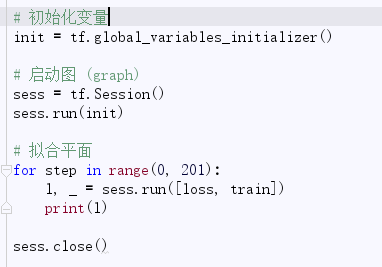 # 初始化变量
init = tf.global_variables_initializer()
# 启动图 (graph)
sess = tf.Session()
sess.run(init)
# 拟合平面
for step in range(0, 201):
    l, _ = sess.run([loss, train])
    print(l)
sess.close()